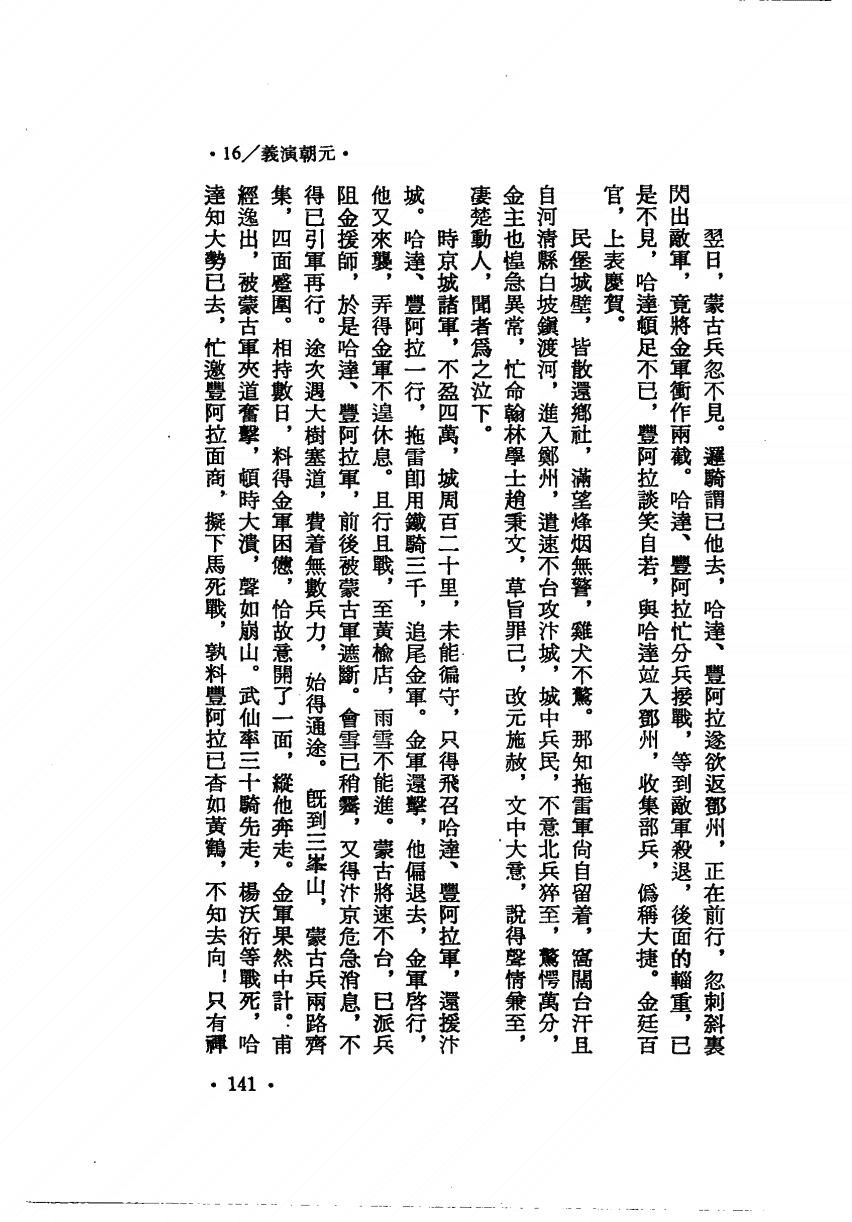 •16／義演朝元•
翌日，蒙古兵忽不見。邏騎謂已他去，哈達、豐阿拉遂欲返鄧州，正在前行，忽刺斜裏
閃出敵軍，竟將金軍衝作兩截。哈達、豐阿拉忙分兵接戰，等到敵軍殺退，後面的輜重，已
是不見，哈達頓足不已，豐阿拉談笑自若，與哈達竝入鄧州，收集部兵，僞稱大捷。金廷百
官，上表慶賀。
民堡城壁，皆散還鄉社，滿望烽烟無警，雞犬不驚。那知拖雷軍尙自留着，窩闊台汗且
自河淸縣白坡鎭渡河，進入鄭州，遣速不台攻汴城，城中兵民，不意北兵猝至，驚愕萬分，
金主也惶急異常，忙命翰林學士趙秉文，草旨罪己，改元施赦，文中大意，說得聲情兼至，
凄楚動人，聞者爲之泣下。
時京城諸軍，不盈四萬，城周百二十里，未能徧守，只得飛召哈達、豐阿拉軍，還援汴
城。哈達、豐阿拉一行，拖雷卽用鐵騎三千，追尾金軍。金軍還擊，他偏退去，金軍啓行，
他又來襲，弄得金軍不遑休息。且行且戰，至黃楡店，雨雪不能進。蒙古將速不台，已派兵
阻金援師，於是哈達、豐阿拉軍，前後被蒙古軍遮斷。會雪已稍霽，又得汴京危急消息，不
得已引軍再行。途次遇大樹塞道，費着無數兵力，始得通途。旣到三峯山，蒙古兵兩路齊
集，四面蹙圍。相持數日，料得金軍困憊，恰故意開了一面，縱他奔走。金軍果然中計。甫
經逸出，被蒙古軍夾道奮擊，頓時大潰，聲如崩山。武仙率三十騎先走，楊沃衍等戰死，哈
達知大勢已去，忙邀豐阿拉面商，擬下馬死戰，孰料豐阿拉已杳如黃鶴，不知去向！只有禪
• 141 •